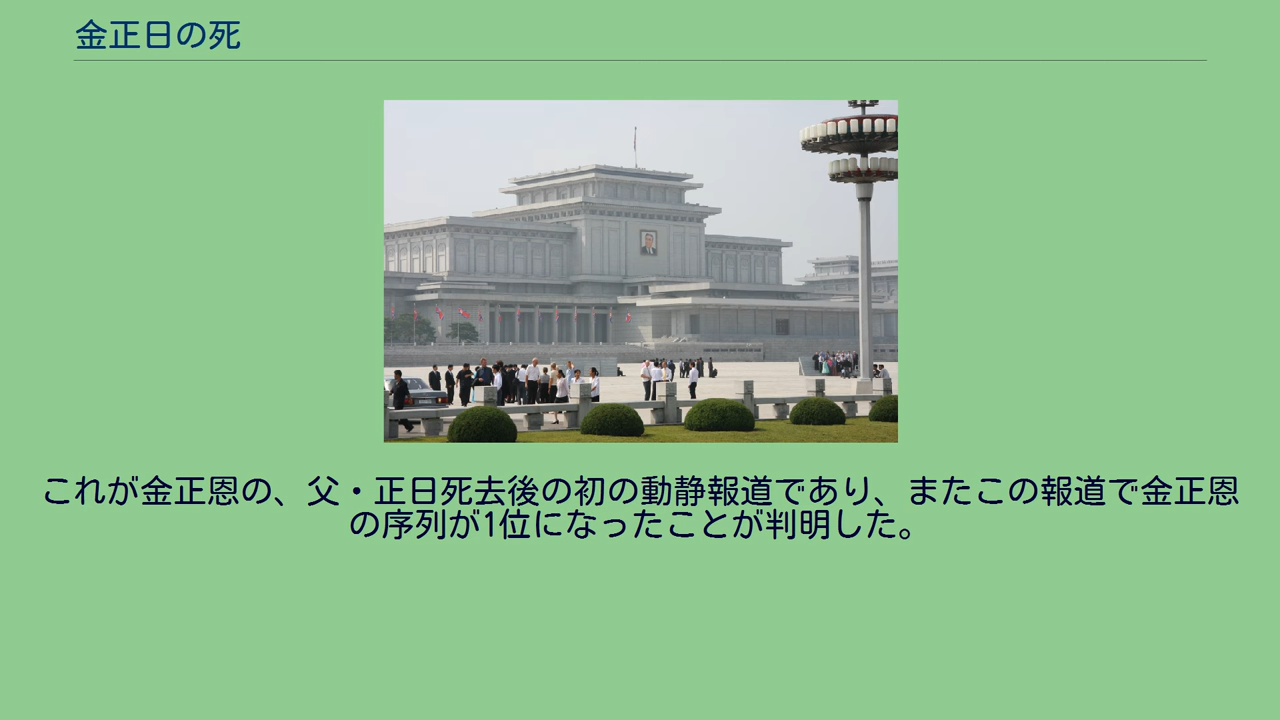 金正日の死
これが金正恩の、父・正日死去後の初の動静報道であり、またこの報道で金正恩
の序列が1位になったことが判明した。